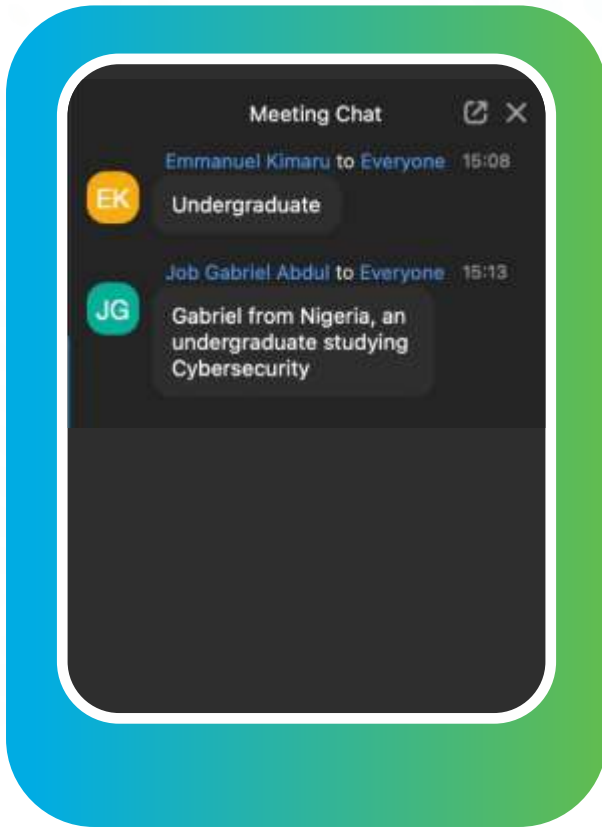 Meeting Chat
Emmanuel Kimaru to Everyone 15:08
EK
Undergraduate
Job Gabriel Abdul to Everyone 15:13
JG
Gabriel from Nigeria, an
undergraduate studying
Cybersecurity